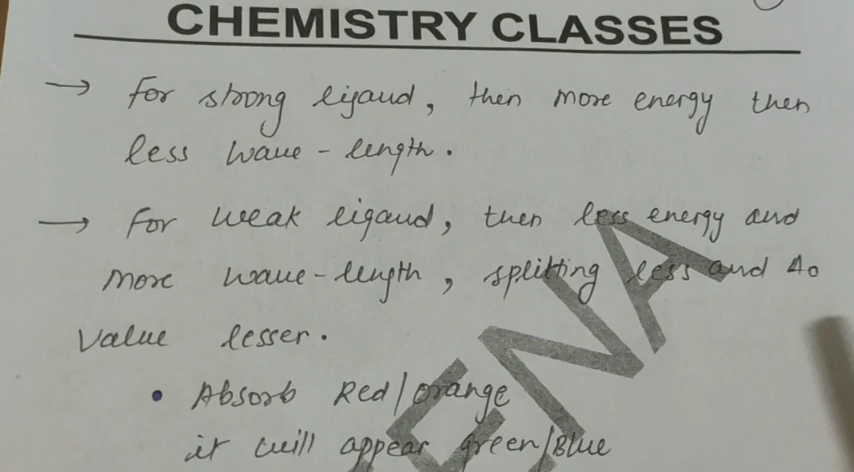 CHEMISTRY CLASSES
→ for strong ligand, then more energy then
less wave-length.
→ for weak ligand, then less energy and
more wave-length, splitting less and Δo
value lesser.
• Absorb Red/orange
it will appear green/Blue
ENA